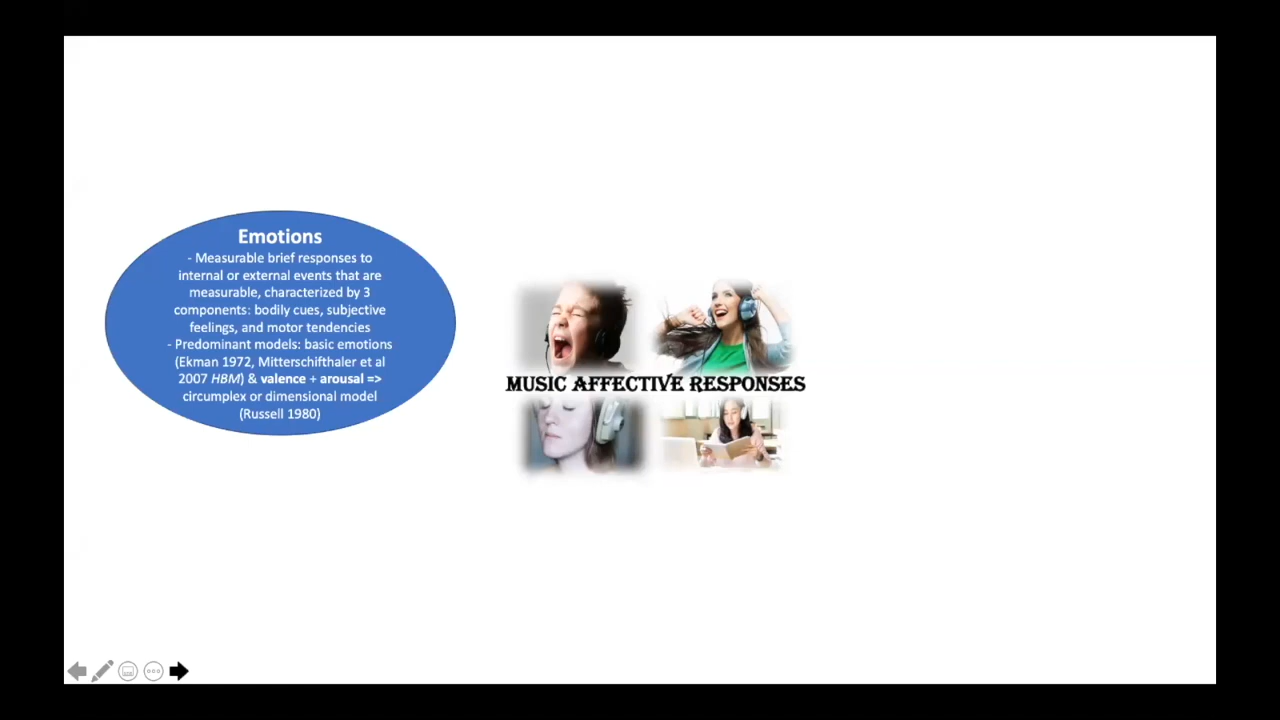 Emotions
- Measurable brief responses to
internal or external events that are
measurable, characterized by 3
components: bodily cues, subjective
feelings, and motor tendencies
- Predominant models: basic emotions
(Ekman 1972, Mitterschifthaler et al
2007 HBM) & valence + arousal =>
circumplex or dimensional model
(Russell 1980)
MUSIC AFFECTIVE RESPONSES